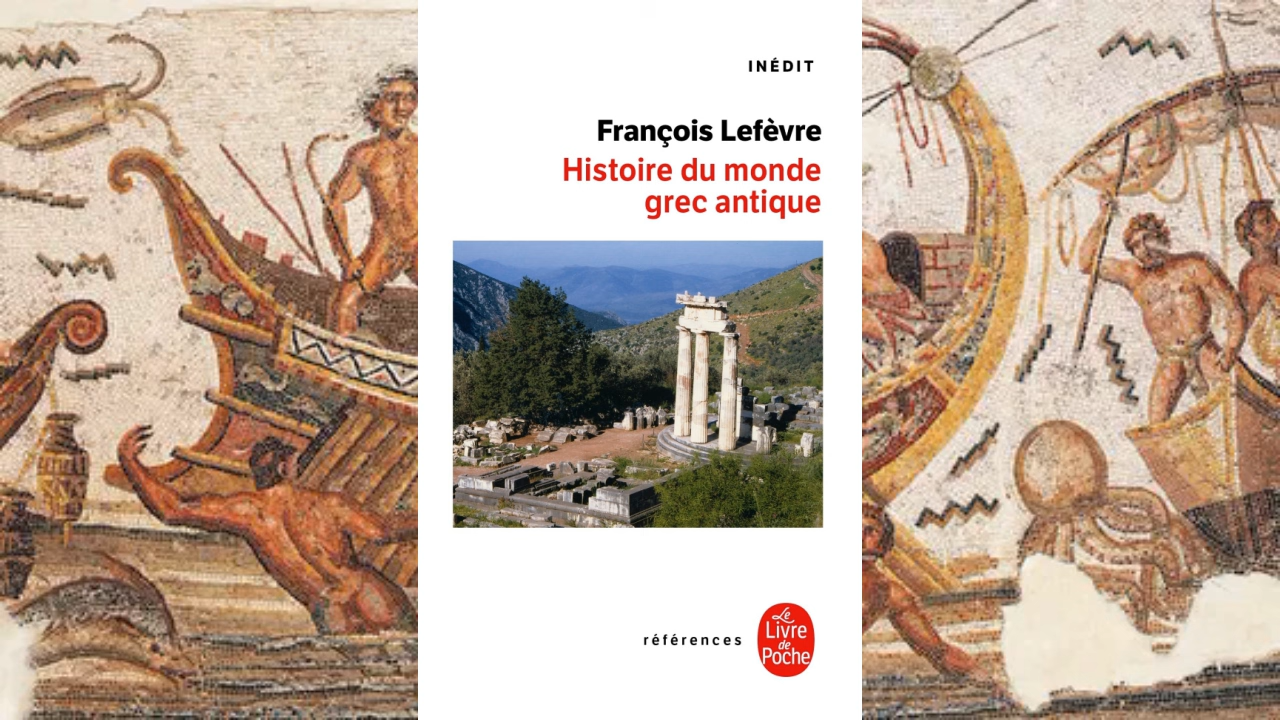 INÉDIT
François Lefèvre
Histoire du monde
grec antique
références
Le
Livre
de
Poche